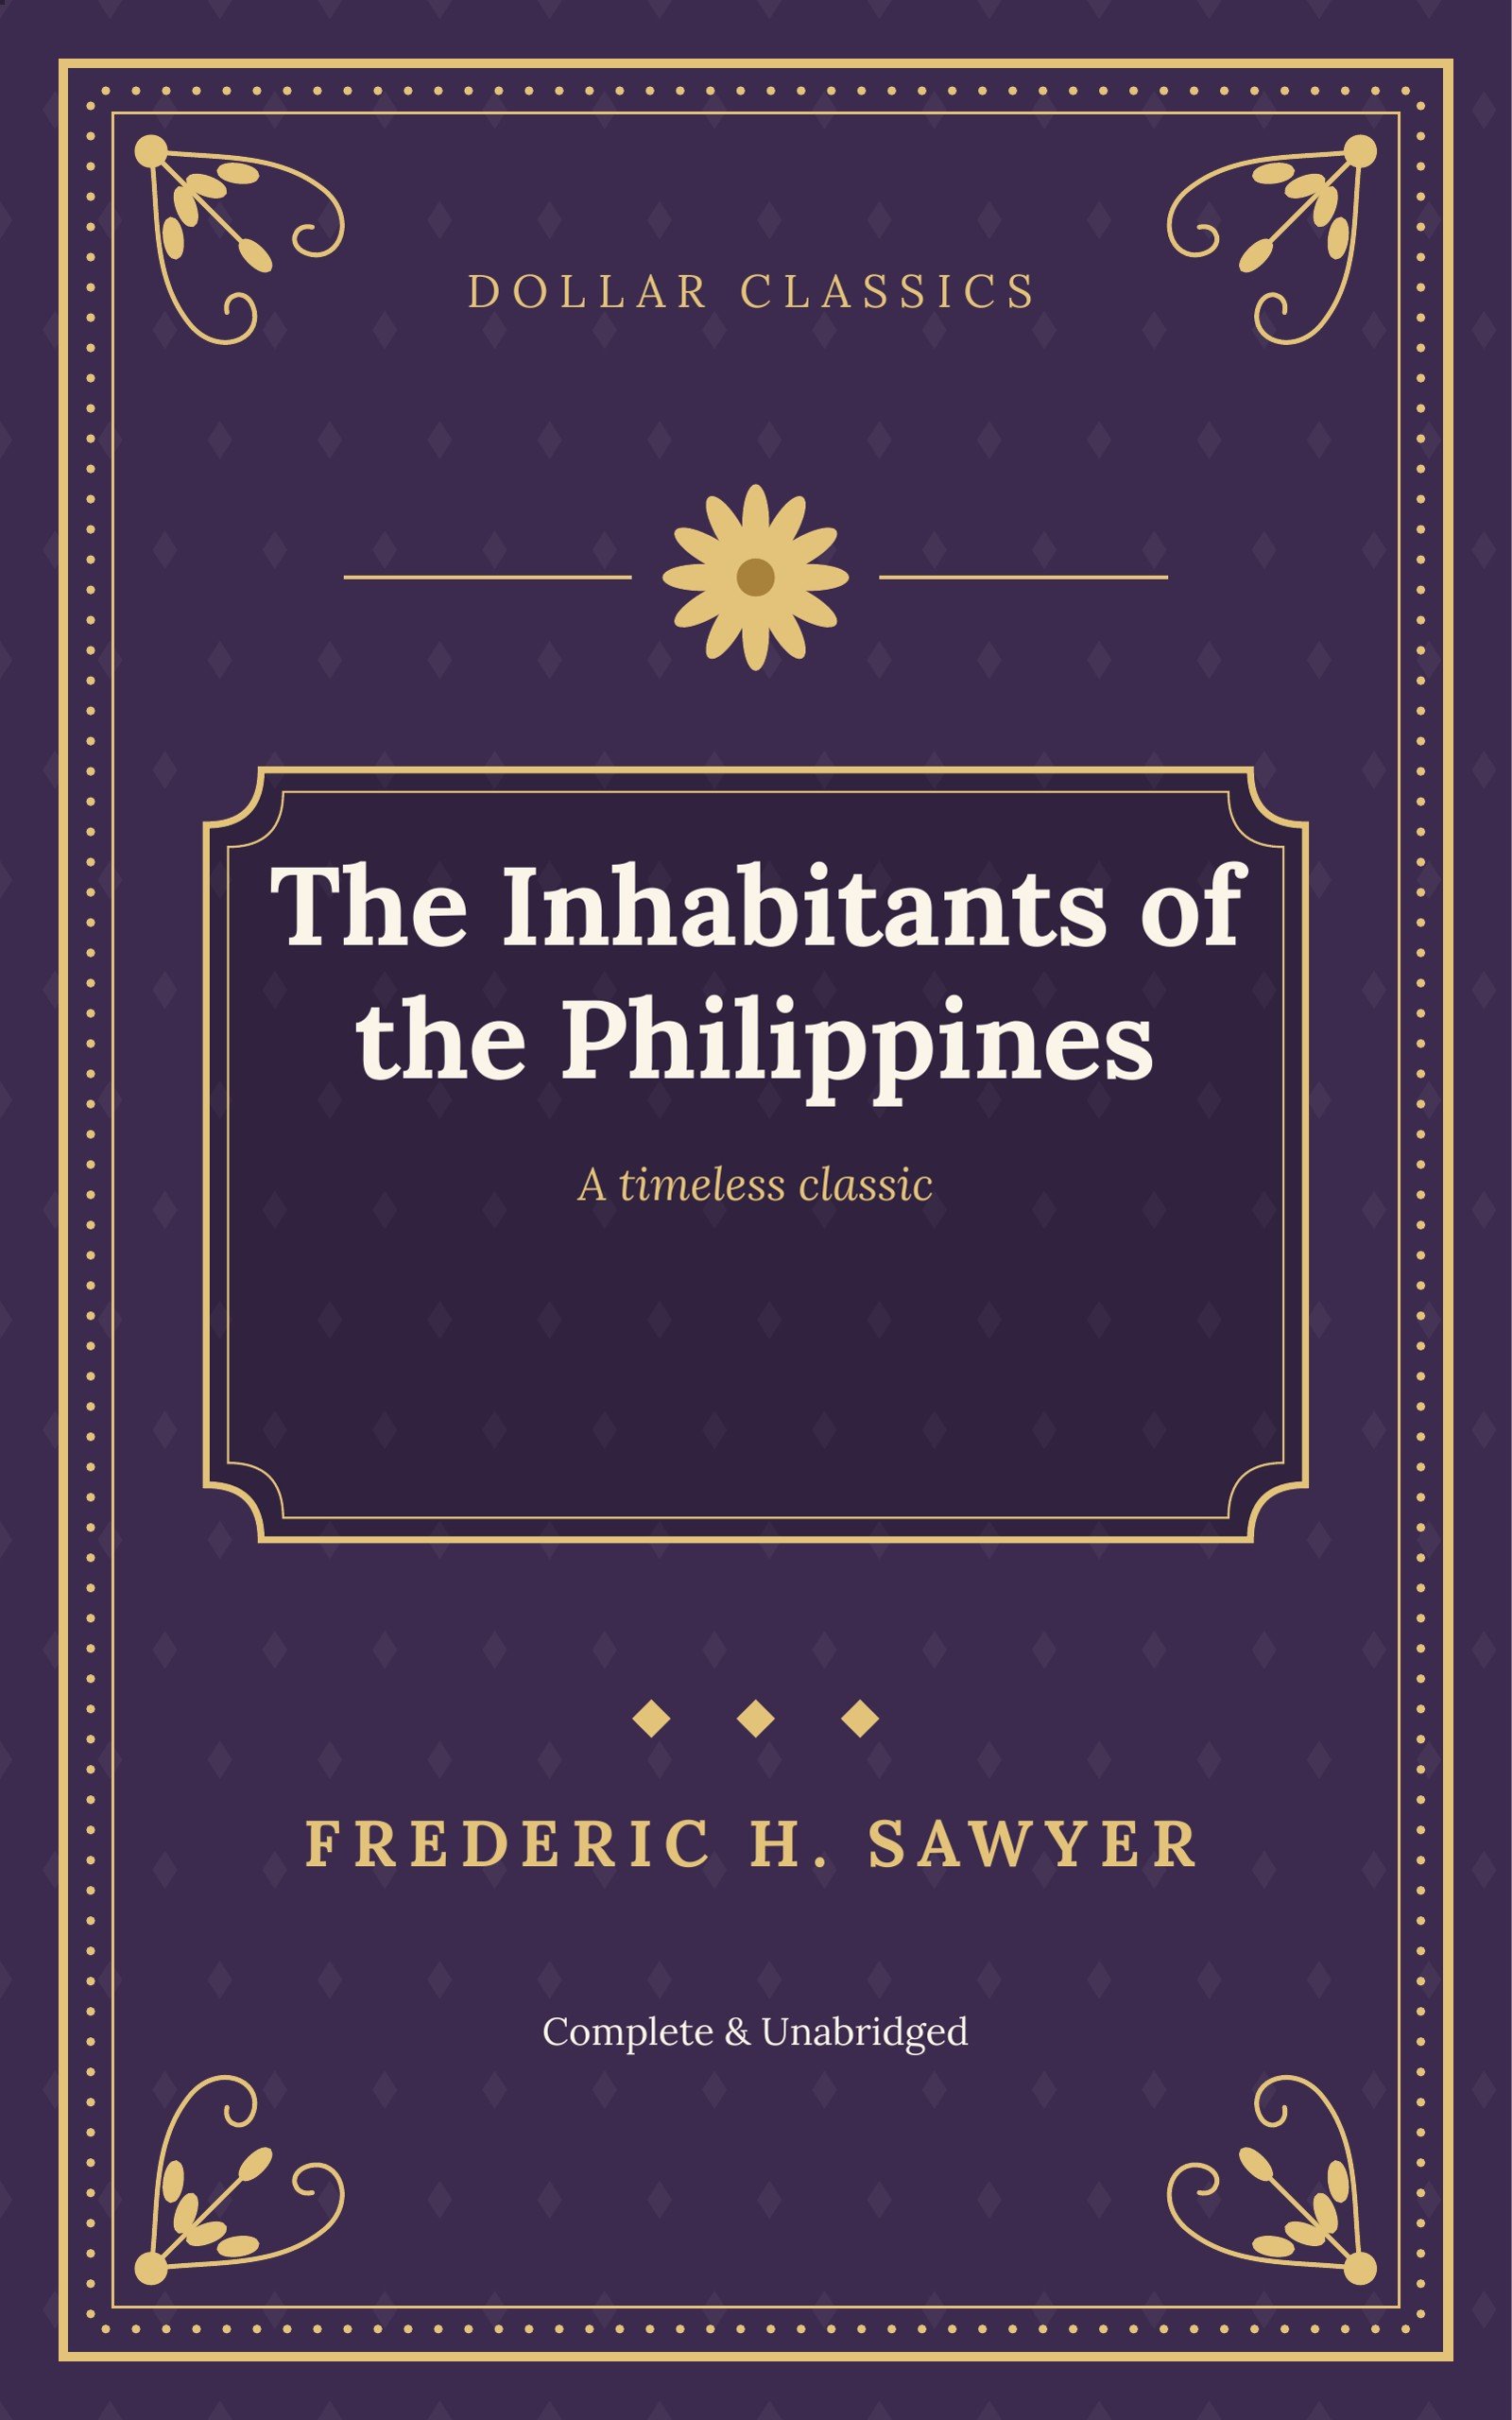 DOLLAR CLASSICS
The Inhabitants of
the Philippines
A timeless classic
FREDERIC H. SAWYER
Complete & Unabridged